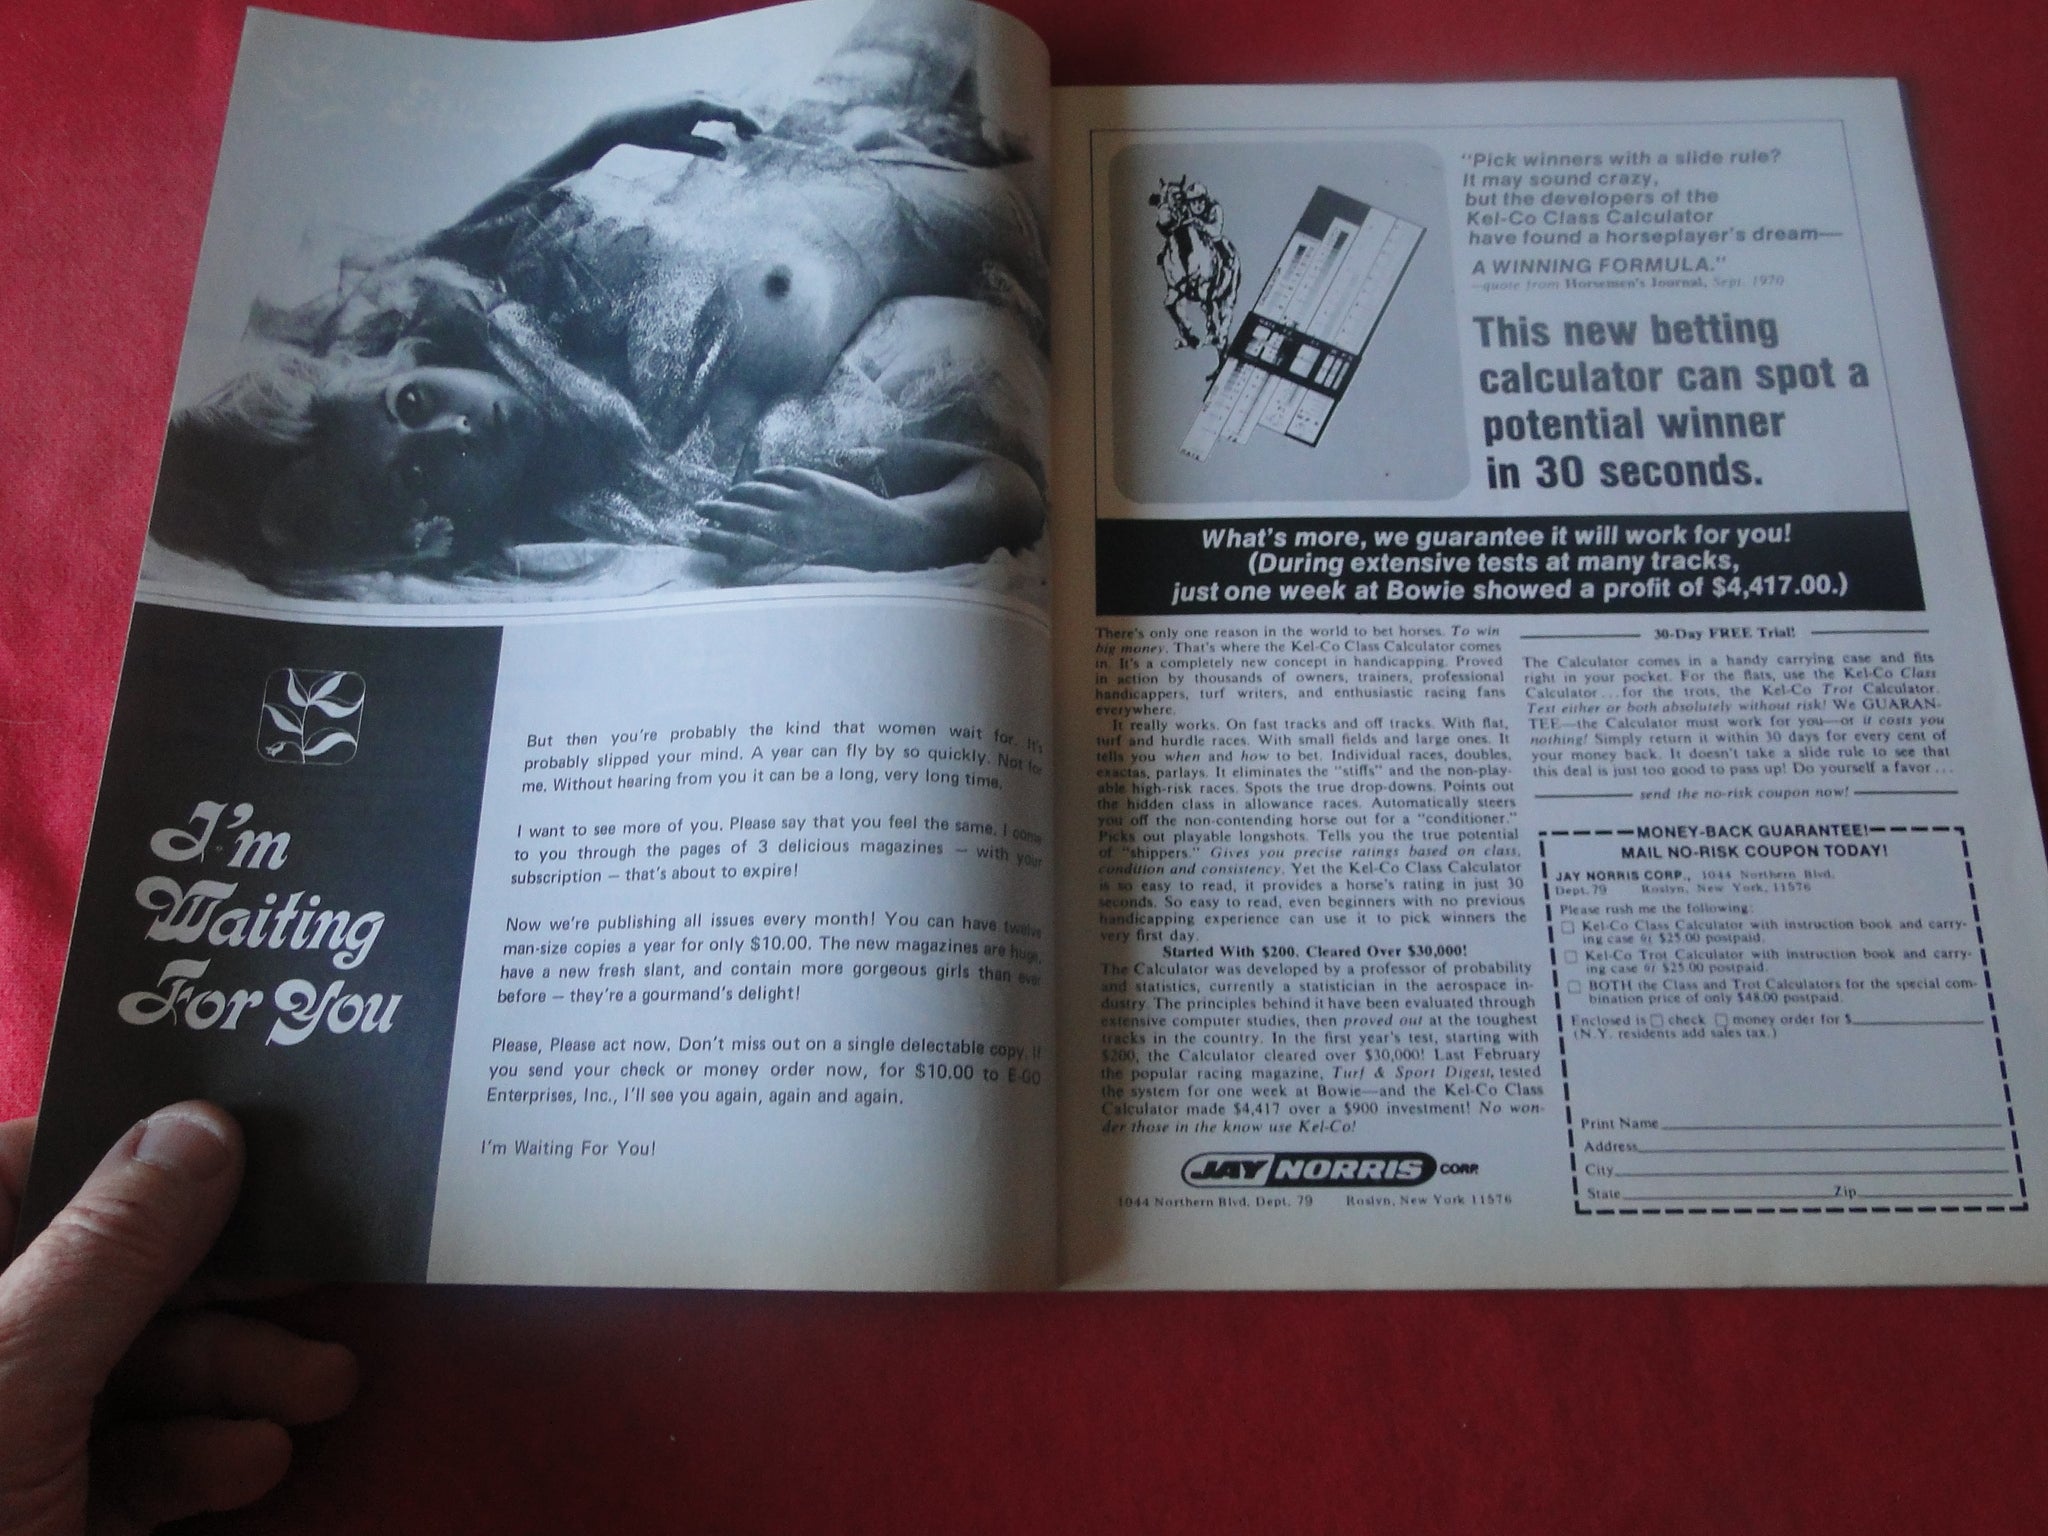 I'm
Waiting
For You
But then you're probably the kind that women wait for. It's
probably slipped your mind. A year can fly by so quickly. Not for
me. Without hearing from you it can be a long, very long time.
I want to see more of you. Please say that you feel the same. I come
to you through the pages of 3 delicious magazines — with your
subscription — that's about to expire!
Now we're publishing all issues every month! You can have twelve
man-size copies a year for only $10.00. The new magazines are huge,
have a new fresh slant, and contain more gorgeous girls than ever
before — they're a gourmand's delight!
Please, Please act now. Don't miss out on a single delectable copy. If
you send your check or money order now, for $10.00 to E-GO
Enterprises, Inc., I'll see you again, again and again.
I'm Waiting For You!
"Pick winners with a slide rule?
It may sound crazy,
but the developers of the
Kel-Co Class Calculator
have found a horseplayer's dream—
A WINNING FORMULA."
—quote from Horsemen's Journal, Sept. 1970
This new betting
calculator can spot a
potential winner
in 30 seconds.
What's more, we guarantee it will work for you!
(During extensive tests at many tracks,
just one week at Bowie showed a profit of $4,417.00.)
There's only one reason in the world to bet horses. To win
big money. That's where the Kel-Co Class Calculator comes
in. It's a completely new concept in handicapping. Proved
in action by thousands of owners, trainers, professional
handicappers, turf writers, and enthusiastic racing fans
everywhere.
It really works. On fast tracks and off tracks. With flat,
turf and hurdle races. With small fields and large ones. It
tells you when and how to bet. Individual races, doubles,
exactas, parlays. It eliminates the "stiffs" and the non-play-
able high-risk races. Spots the true drop-downs. Points out
the hidden class in allowance races. Automatically steers
you off the non-contending horse out for a "conditioner."
Picks out playable longshots. Tells you the true potential
of "shippers." Gives you precise ratings based on class,
condition and consistency. Yet the Kel-Co Class Calculator
is so easy to read, it provides a horse's rating in just 30
seconds. So easy to read, even beginners with no previous
handicapping experience can use it to pick winners the
very first day.
Started With $200. Cleared Over $30,000!
The Calculator was developed by a professor of probability
and statistics, currently a statistician in the aerospace in-
dustry. The principles behind it have been evaluated through
extensive computer studies, then proved out at the toughest
tracks in the country. In the first year's test, starting with
$200, the Calculator cleared over $30,000! Last February
the popular racing magazine, Turf & Sport Digest, tested
the system for one week at Bowie—and the Kel-Co Class
Calculator made $4,417 over a $900 investment! No won-
der those in the know use Kel-Co!
JAY NORRIS CORP.
1044 Northern Blvd, Dept. 79 Roslyn, New York 11576
30-Day FREE Trial!
The Calculator comes in a handy carrying case and fits
right in your pocket. For the flats, use the Kel-Co Class
Calculator...for the trots, the Kel-Co Trot Calculator.
Test either or both absolutely without risk! We GUARAN-
TEE—the Calculator must work for you—or it costs you
nothing! Simply return it within 30 days for every cent of
your money back. It doesn't take a slide rule to see that
this deal is just too good to pass up! Do yourself a favor...
send the no-risk coupon now!
MONEY-BACK GUARANTEE!
MAIL NO-RISK COUPON TODAY!
JAY NORRIS CORP., 1044 Northern Blvd.
Dept. 79 Roslyn, New York, 11576
Please rush me the following:
Kel-Co Class Calculator with instruction book and carry-
ing case @ $25.00 postpaid.
Kel-Co Trot Calculator with instruction book and carry-
ing case @ $25.00 postpaid.
BOTH the Class and Trot Calculators for the special com-
bination price of only $48.00 postpaid.
Enclosed is check money order for $
(N.Y. residents add sales tax.)
Print Name
Address
City
State Zip